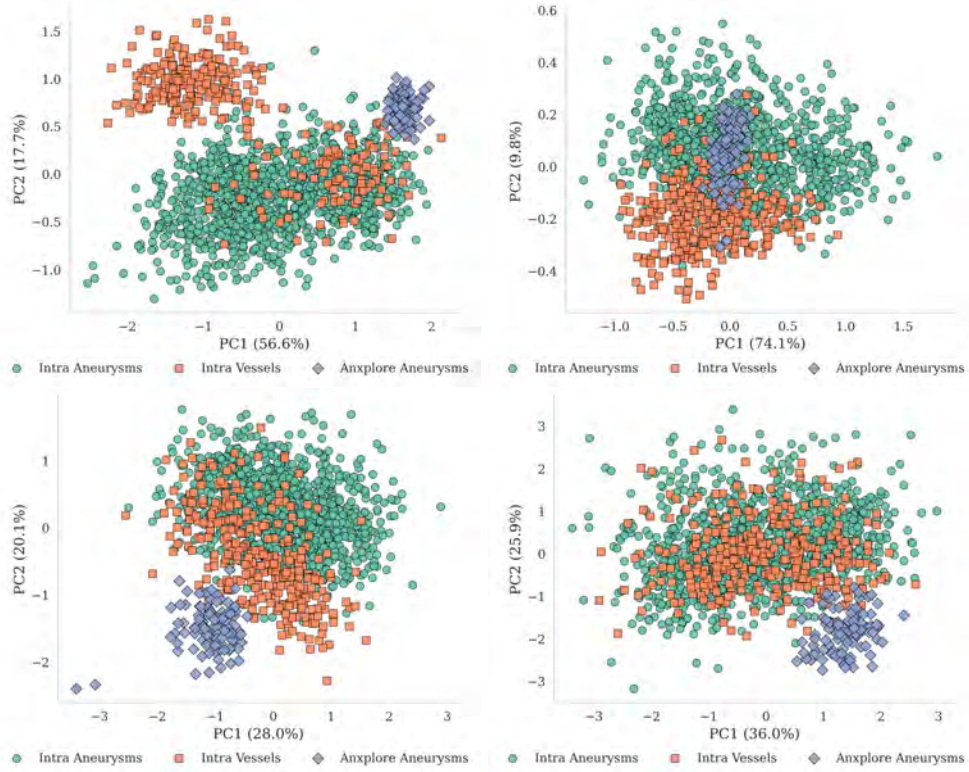 1.5
1.0
0.5
0.0
−0.5
−1.0
PC2 (17.7%)
−2 −1 0 1 2
PC1 (56.6%)
Intra Aneurysms Intra Vessels Anxplore Aneurysms
0.6
0.4
0.2
0.0
−0.2
−0.4
PC2 (9.8%)
−1.0 −0.5 0.0 0.5 1.0 1.5
PC1 (74.1%)
Intra Aneurysms Intra Vessels Anxplore Aneurysms
1
0
−1
−2
PC2 (20.1%)
−3 −2 −1 0 1 2 3
PC1 (28.0%)
Intra Aneurysms Intra Vessels Anxplore Aneurysms
3
2
1
0
−1
−2
−3
PC2 (25.9%)
−3 −2 −1 0 1 2 3
PC1 (36.0%)
Intra Aneurysms Intra Vessels Anxplore Aneurysms